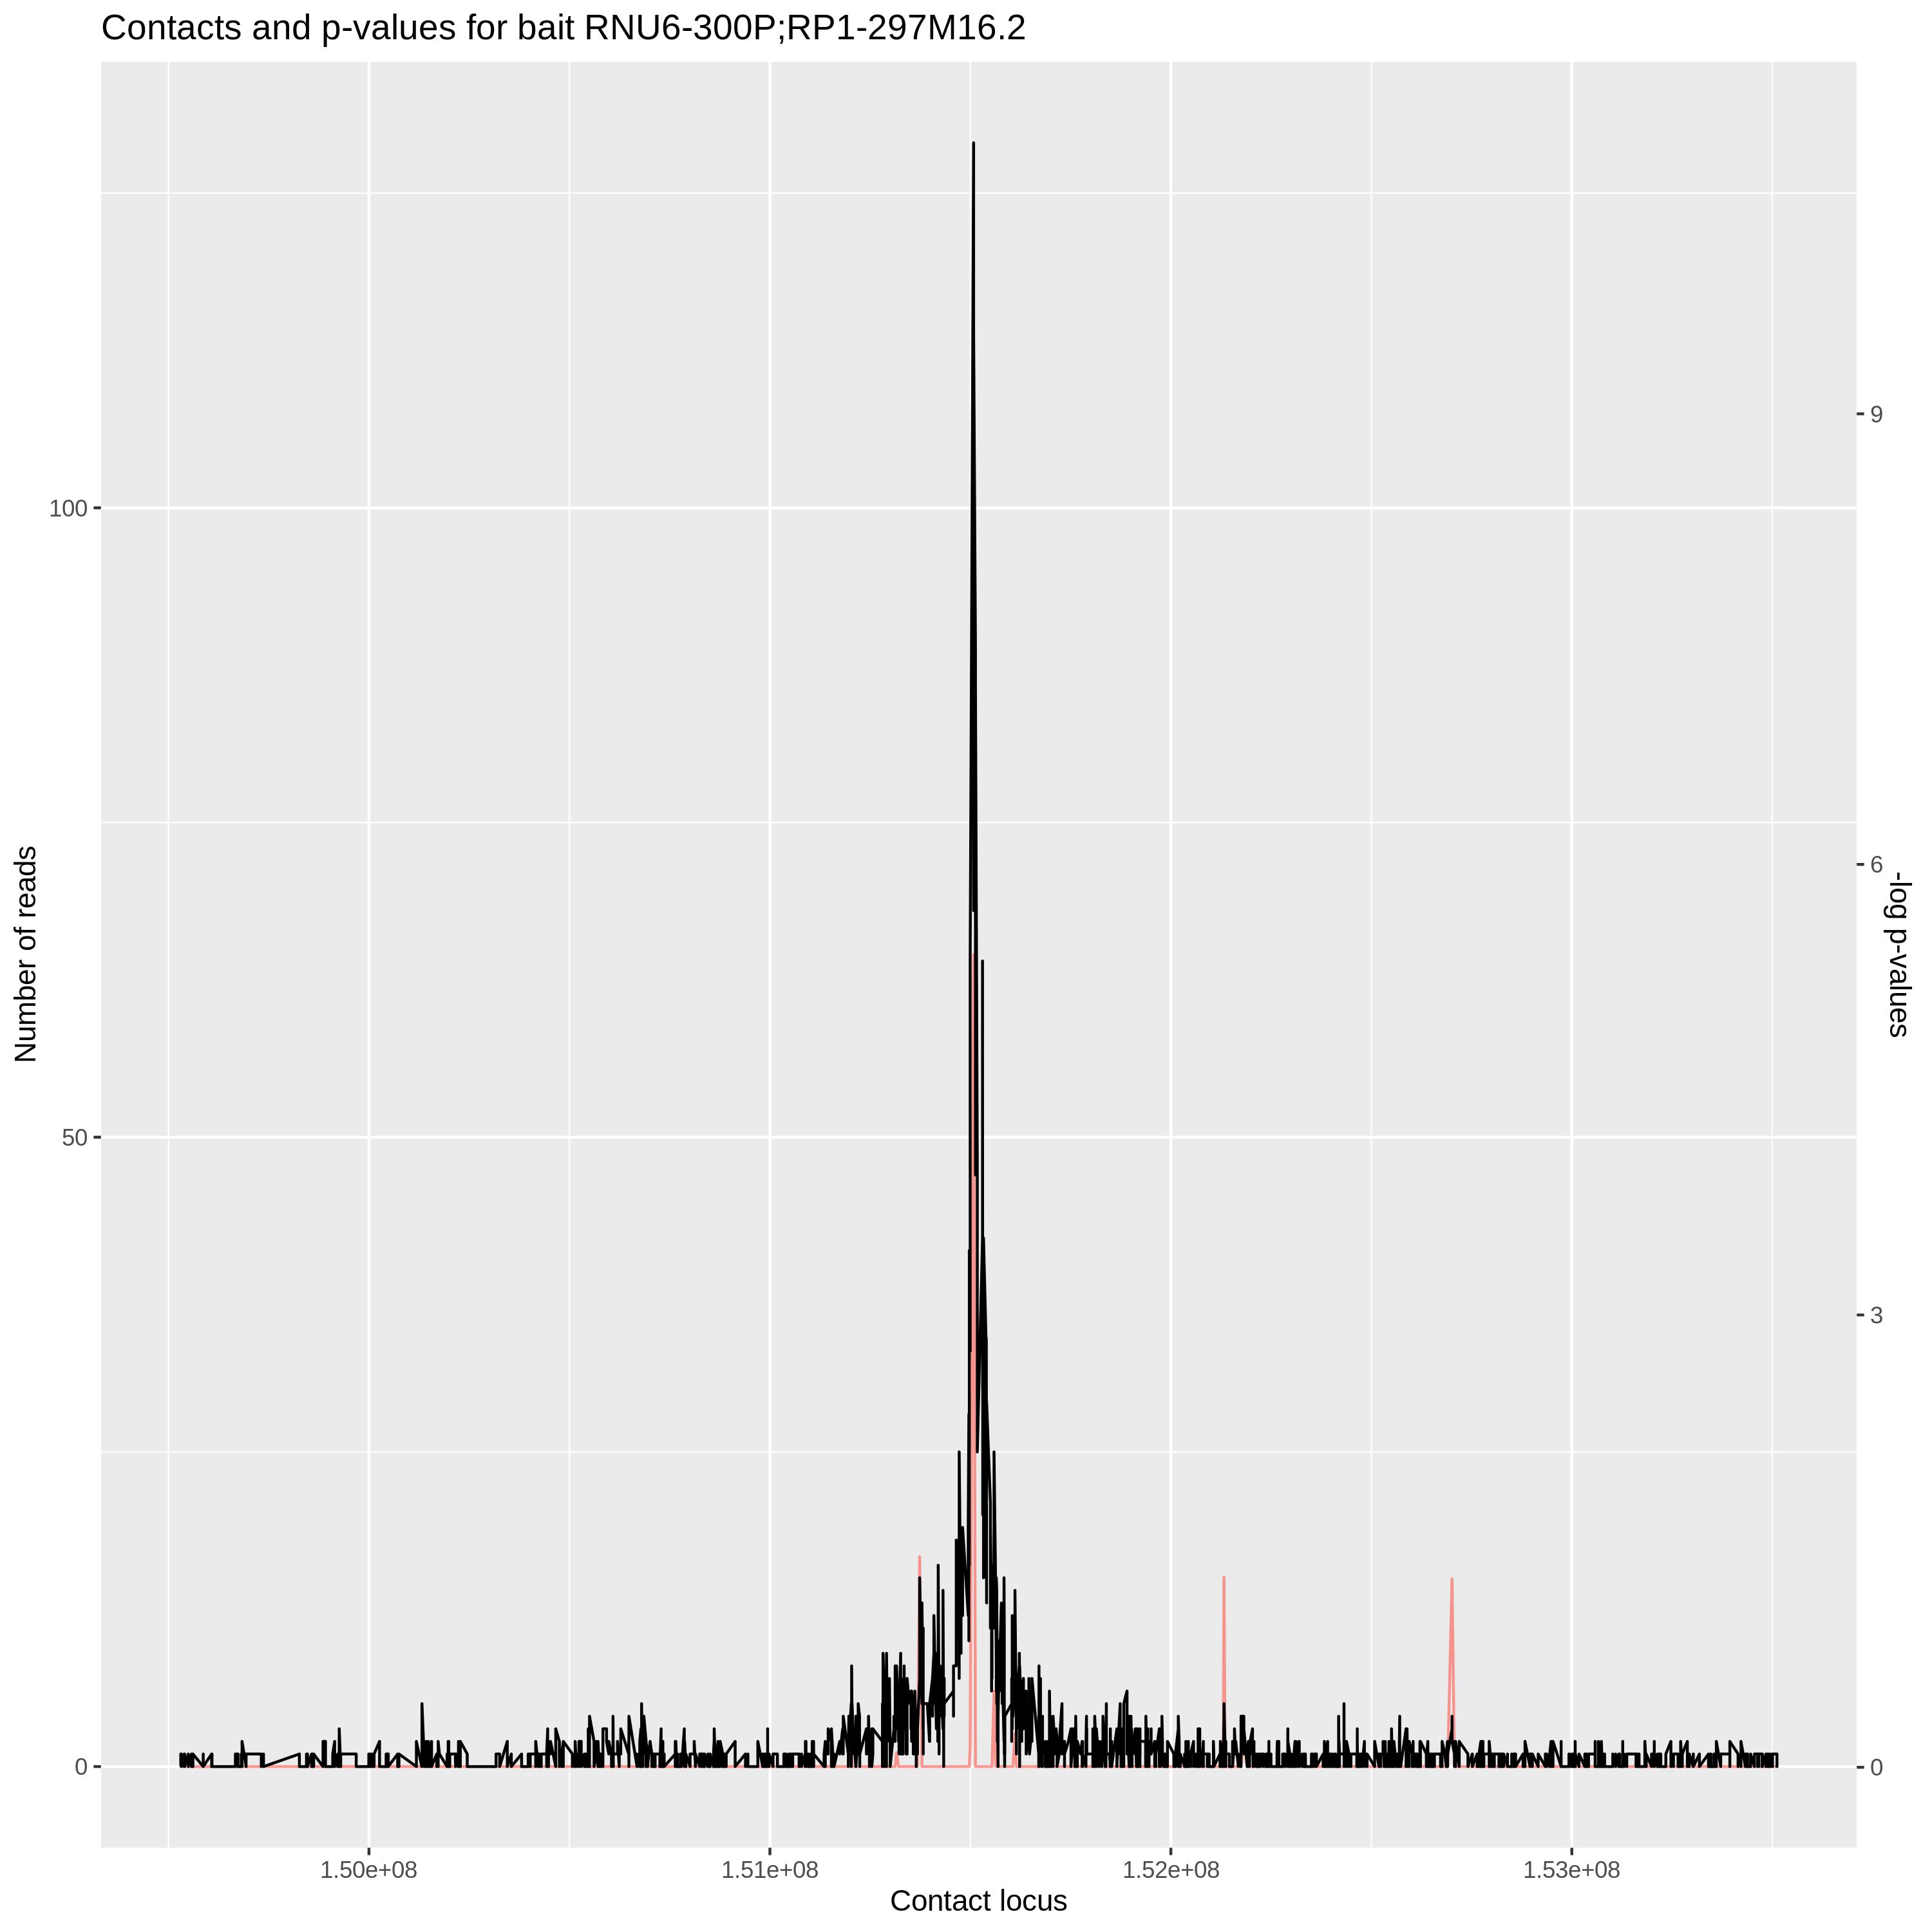 Contacts and p-values for bait RNU6-300P;RP1-297M16.2
Number of reads
100
50
0
9
6
3
0
-log p-values
1.50e+08 1.51e+08 1.52e+08 1.53e+08
Contact locus